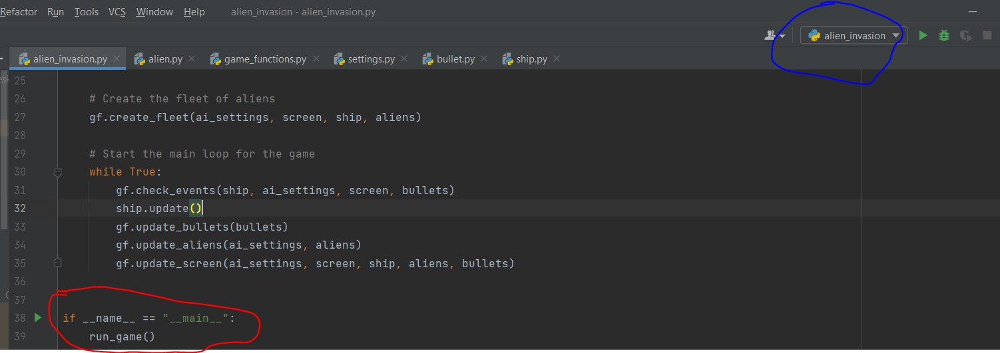 Refactor Run Tools VCS Window Help alien_invasion - alien_invasion.py
alien_invasion
alien_invasion.py alien.py game_functions.py settings.py bullet.py ship.py
25
26 # Create the fleet of aliens
27 gf.create_fleet(ai_settings, screen, ship, aliens)
28
29 # Start the main loop for the game
30 while True:
31 gf.check_events(ship, ai_settings, screen, bullets)
32 ship.update()
33 gf.update_bullets(bullets)
34 gf.update_aliens(ai_settings, aliens)
35 gf.update_screen(ai_settings, screen, ship, aliens, bullets)
36
37
38 if __name__ == "__main__":
39 run_game()